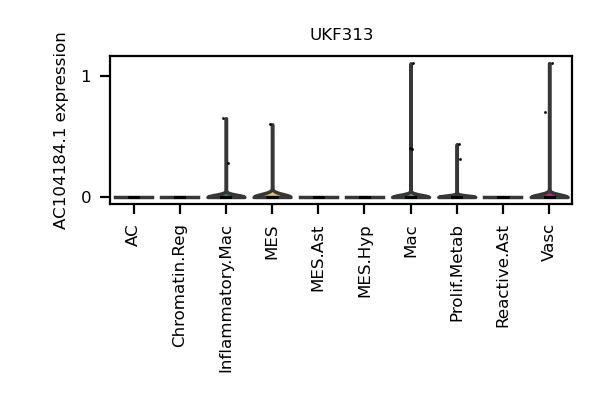 UKF313
AC104184.1 expression
1
0
AC
Chromatin.Reg
Inflammatory.Mac
MES
MES.Ast
MES.Hyp
Mac
Prolif.Metab
Reactive.Ast
Vasc